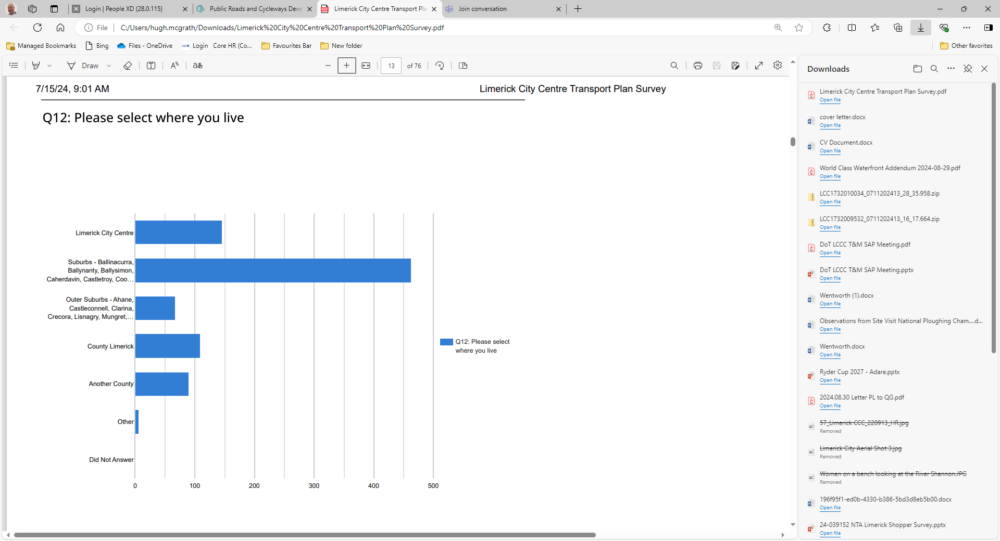 Login | People XD (28.0.115)
Public Roads and Cycleways Deve
Limerick City Centre Transport Pla
Join conversation
File
C:/Users/hugh.mcgrath/Downloads/Limerick%20City%20Centre%20Transport%20Plan%20Survey.pdf
Managed Bookmarks
Bing
Files - OneDrive
core
Login
Core HR (Co...
Favourites Bar
New folder
Other favorites
Draw
13
of 76
7/15/24, 9:01 AM
Limerick City Centre Transport Plan Survey
Q12: Please select where you live
Limerick City Centre
Suburbs - Ballinacurra,
Ballynanty, Ballysimon,
Caherdavin, Castletroy, Coo…
Outer Suburbs - Ahane,
Castleconnell, Clarina,
Crecora, Lisnagry, Mungret,…
County Limerick
Another County
Other
Did Not Answer
0 100 200 300 400 500
Q12: Please select
where you live
Downloads
Limerick City Centre Transport Plan Survey.pdf
Open file
cover letter.docx
Open file
CV Document.docx
Open file
World Class Waterfront Addendum 2024-08-29.pdf
Open file
LCC1732010034_0711202413_28_35.958.zip
Open file
LCC1732009532_0711202413_16_17.664.zip
Open file
DoT LCCC T&M SAP Meeting.pdf
Open file
DoT LCCC T&M SAP Meeting.pptx
Open file
Wentworth (1).docx
Open file
Observations from Site Visit National Ploughing Cham....d...
Open file
Wentworth.docx
Open file
Ryder Cup 2027 - Adare.pptx
Open file
2024.08.30 Letter PL to QG.pdf
Open file
57_Limerick CCC_220913_HR.jpg
Removed
Limerick City Aerial Shot 3.jpg
Removed
Women on a bench looking at the River Shannon.JPG
Removed
196f95f1-ed0b-4330-b386-5bd3d8eb5b00.docx
Open file
24-039152 NTA Limerick Shopper Survey.pptx
Open file